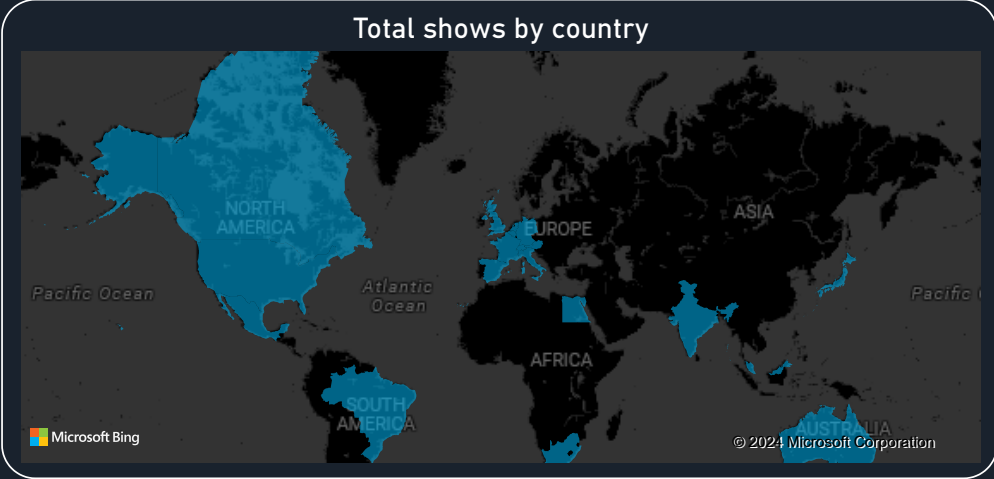 Total shows by country
NORTH
AMERICA
EUROPE
ASIA
Pacific Ocean
Atlantic
Ocean
Pacific
AFRICA
SOUTH
AMERICA
AUSTRALIA
Microsoft Bing
© 2024 Microsoft Corporation